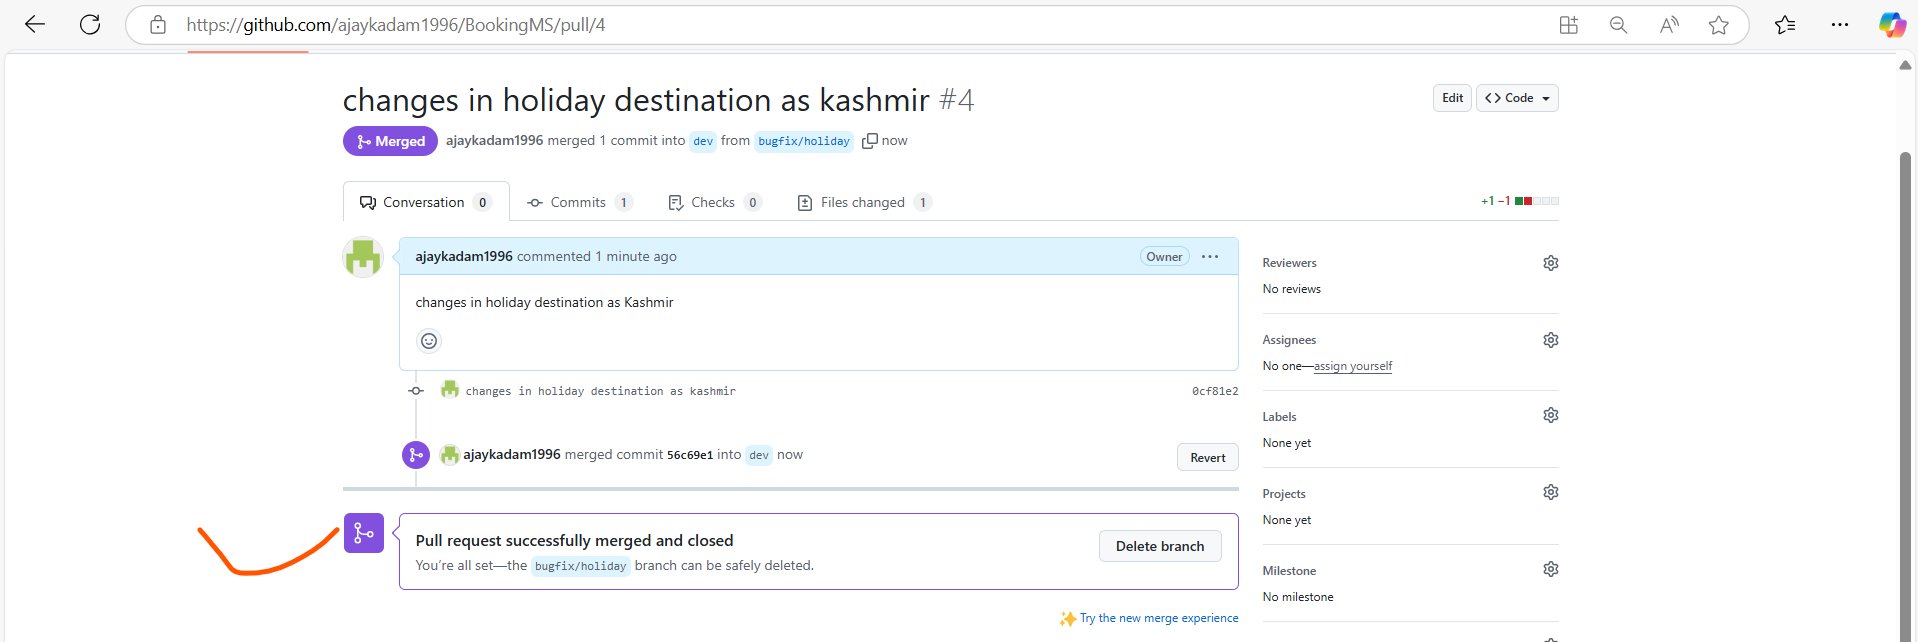 https://github.com/ajaykadam1996/BookingMS/pull/4
changes in holiday destination as kashmir #4
Edit
Code
Merged ajaykadam1996 merged 1 commit into dev from bugfix/holiday now
Conversation 0 Commits 1 Checks 0 Files changed 1
+1 −1
ajaykadam1996 commented 1 minute ago
Owner
changes in holiday destination as Kashmir
changes in holiday destination as kashmir 0cf81e2
ajaykadam1996 merged commit 56c69e1 into dev now
Revert
Pull request successfully merged and closed
You're all set—the bugfix/holiday branch can be safely deleted.
Delete branch
Try the new merge experience
Reviewers
No reviews
Assignees
No one—assign yourself
Labels
None yet
Projects
None yet
Milestone
No milestone